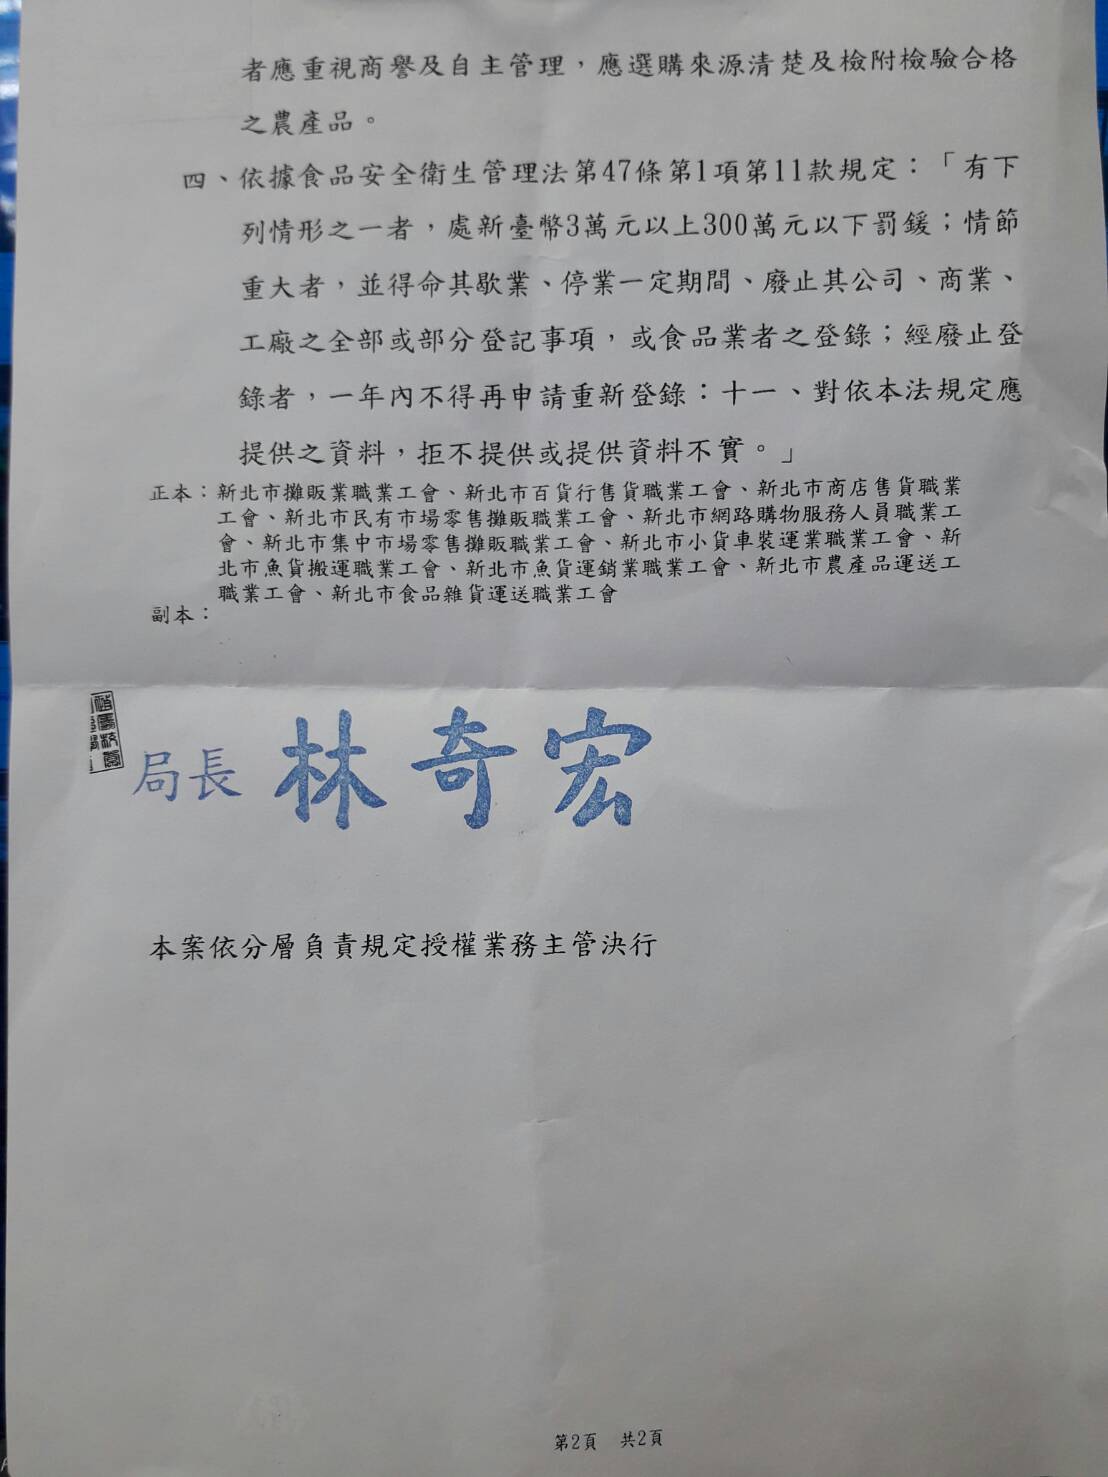 者應重視商譽及自主管理，應選購來源清楚及檢附檢驗合格
之農產品。
四、依據食品安全衛生管理法第47條第1項第11款規定：「有下
列情形之一者，處新臺幣3萬元以上300萬元以下罰鍰；情節
重大者，並得命其歇業、停業一定期間、廢止其公司、商業、
工廠之全部或部分登記事項，或食品業者之登錄；經廢止登
錄者，一年內不得再申請重新登錄：十一、對依本法規定應
提供之資料，拒不提供或提供資料不實。」
正本：新北市攤販業職業工會、新北市百貨行售貨職業工會、新北市商店售貨職業
工會、新北市民有市場零售攤販職業工會、新北市網路購物服務人員職業工
會、新北市集中市場零售攤販職業工會、新北市小貨車裝運業職業工會、新
北市魚貨搬運職業工會、新北市魚貨運銷業職業工會、新北市農產品運送工
職業工會、新北市食品雜貨運送職業工會
副本：
局長 林奇宏
本案依分層負責規定授權業務主管決行
第2頁 共2頁